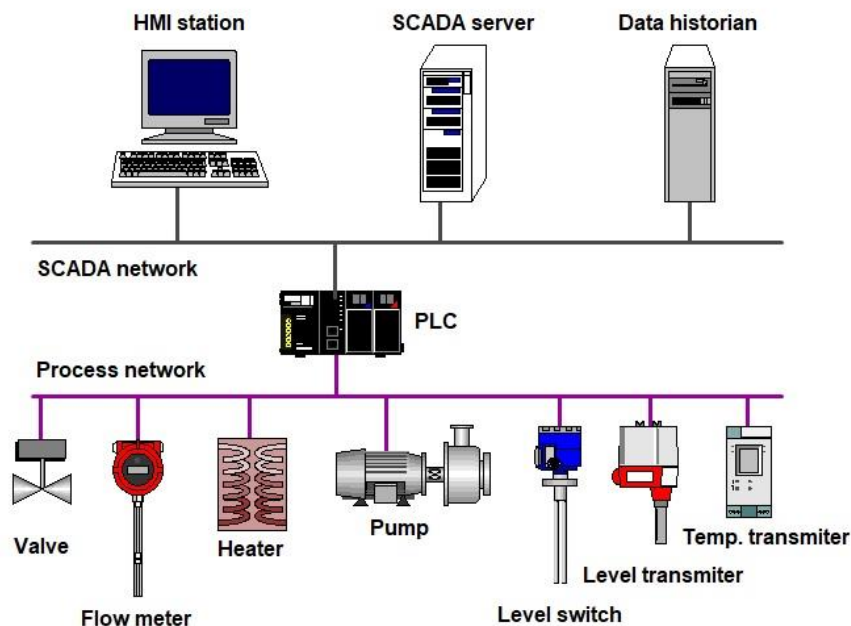 HMI station
SCADA server
Data historian
SCADA network
PLC
Process network
Valve
Flow meter
Heater
Pump
Level switch
Level transmiter
Temp. transmiter